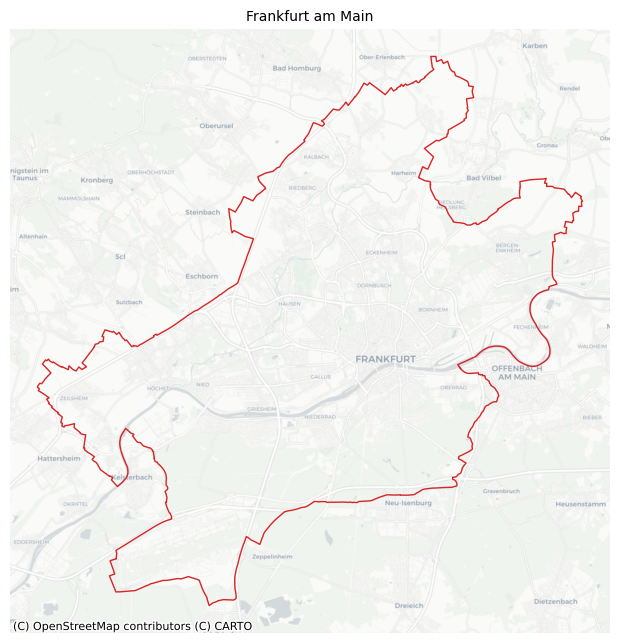 Frankfurt am Main
Karben
OBERSTEDTEN
Ober-Erlenbach
Bad Homburg
Rendel
Oberursel
Gronau
KALBACH
nigstein im
Taunus
OBERHÖCHSTADT
Harheim
Kronberg
Bad Vilbel
RIEDBERG
MAMMOLSHAIN
Steinbach
Altenhain
BERGEN-
ENKHEIM
ECKENHEIM
Eschborn
DORNBUSCH
Sulzbach
HAUSEN
BORNHEIM
FECHENHEIM
WALDHEIM
FRANKFURT
OFFENBACH
AM MAIN
GALLUS
NIED
HÖCHST
OBERRAD
ZEILSHEIM
GRIESHEIM
NIEDERRAD
BIEBER
Hattersheim
Kelsterbach
Gravenbruch
OKRIFTEL
Neu-Isenburg
Heusenstamm
EDDERSHEIM
Zeppelinheim
Dreieich
Dietzenbach
(C) OpenStreetMap contributors (C) CARTO